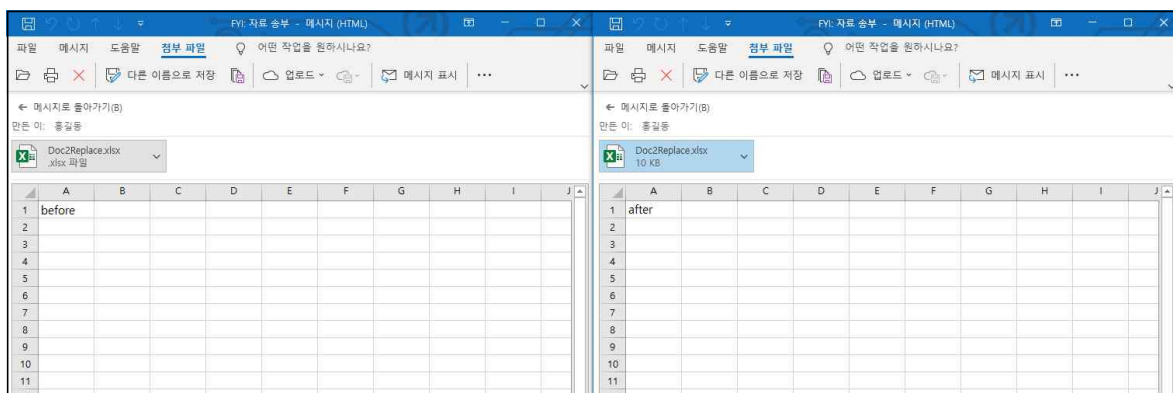 FYI: 자료 송부 - 메시지 (HTML)
파일 메시지 도움말 첨부 파일 어떤 작업을 원하시나요?
다른 이름으로 저장 업로드 메시지 표시 ...
← 메시지로 돌아가기(B)
만든 이: 홍길동
Doc2Replace.xlsx
.xlsx 파일
A B C D E F G H I J
1 before
2
3
4
5
6
7
8
9
10
11
FYI: 자료 송부 - 메시지 (HTML)
파일 메시지 도움말 첨부 파일 어떤 작업을 원하시나요?
다른 이름으로 저장 업로드 메시지 표시 ...
← 메시지로 돌아가기(B)
만든 이: 홍길동
Doc2Replace.xlsx
10 KB
A B C D E F G H I J
1 after
2
3
4
5
6
7
8
9
10
11